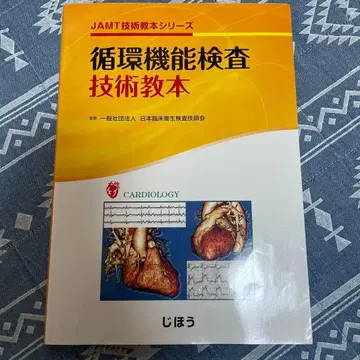 JAMT技術教本シリーズ
循環機能検査
技術教本
監修 一般社団法人 日本臨床衛生検査技師会
CARDIOLOGY
じほう